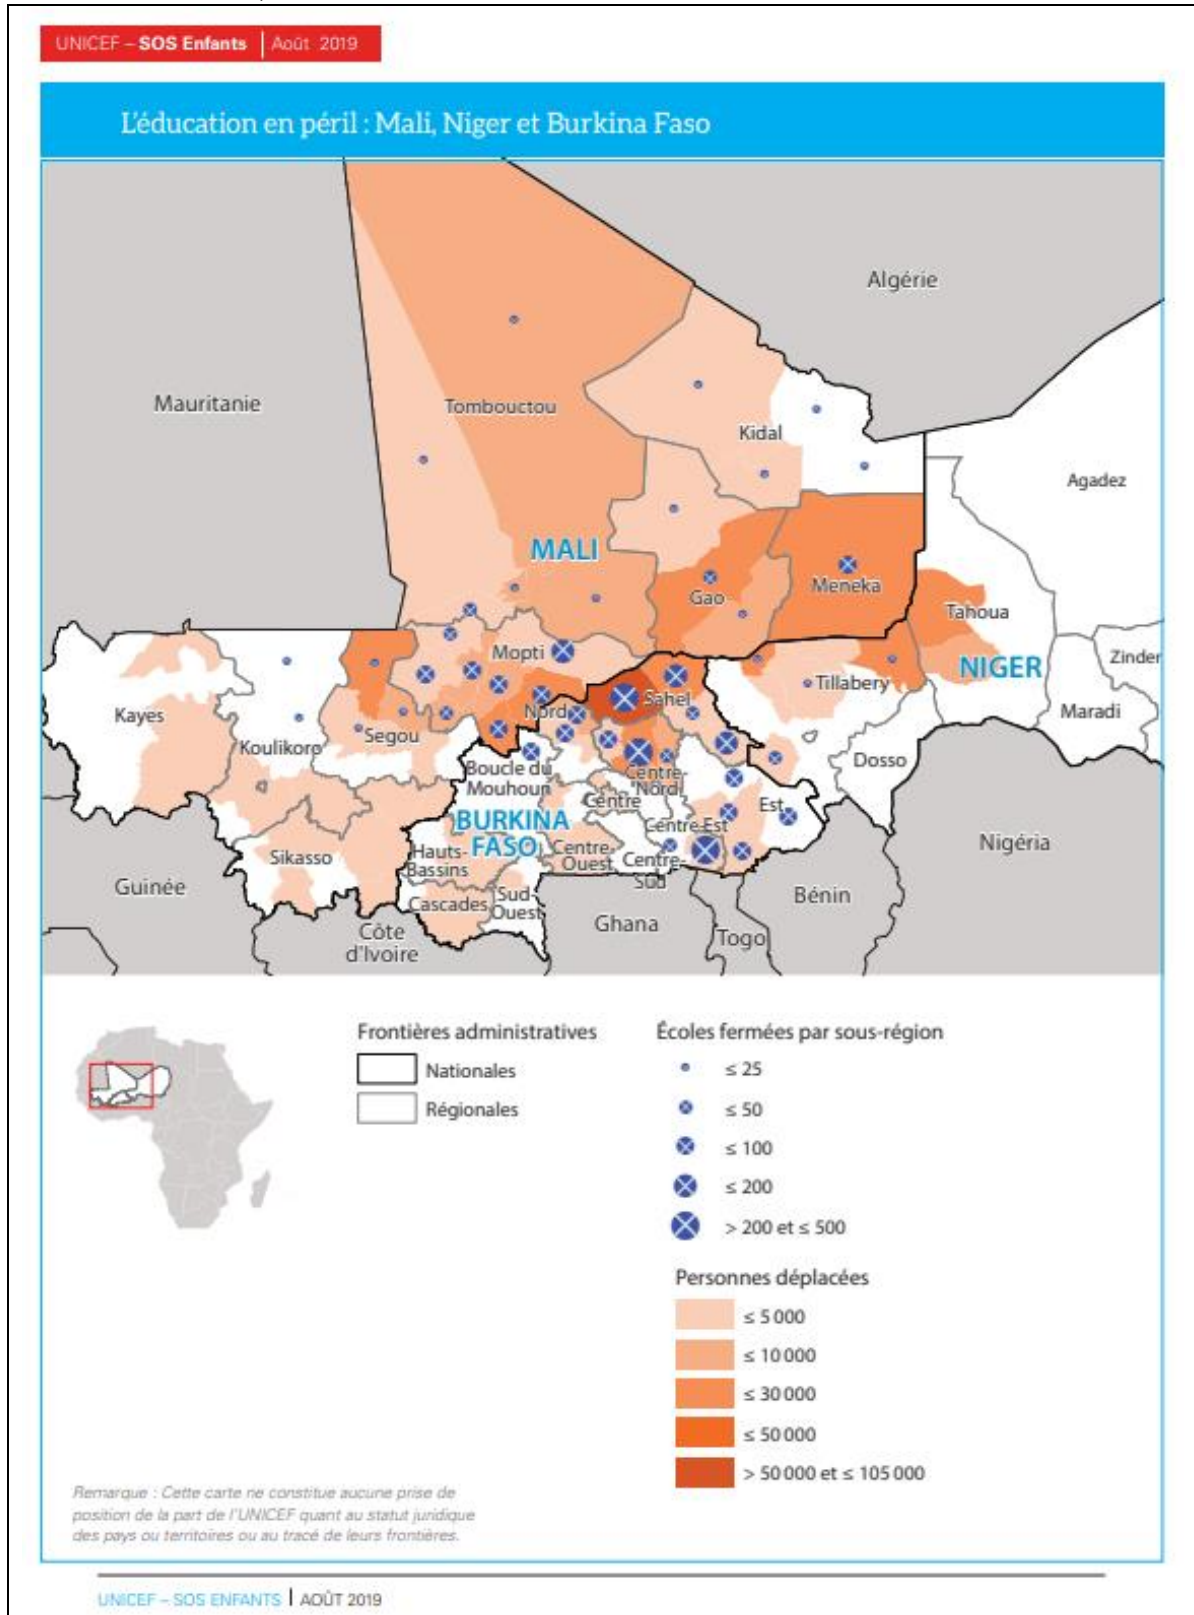 UNICEF – SOS Enfants | Août 2019
L'éducation en péril : Mali, Niger et Burkina Faso
Algérie
Mauritanie
Tombouctou
Kidal
Agadez
MALI
Gao
Meneka
Tahoua
Mopti
NIGER
Zinder
Tillabery
Sahel
Nord
Kayes
Maradi
Segou
Koulikoro
Dosso
Boucle du
Mouhoun
Centre-
Nord
Centre
Est
BURKINA
FASO
Centre-Est
Nigéria
Hauts-
Bassins
Centre-
Ouest
Centre-
Sud
Sikasso
Guinée
Bénin
Cascades
Sud-
Ouest
Ghana
Côte
d'Ivoire
Togo
Frontières administratives
Nationales
Régionales
Écoles fermées par sous-région
≤ 25
≤ 50
≤ 100
≤ 200
> 200 et ≤ 500
Personnes déplacées
≤ 5 000
≤ 10 000
≤ 30 000
≤ 50 000
> 50 000 et ≤ 105 000
Remarque : Cette carte ne constitue aucune prise de
position de la part de l'UNICEF quant au statut juridique
des pays ou territoires ou au tracé de leurs frontières.
UNICEF – SOS ENFANTS | AOÛT 2019